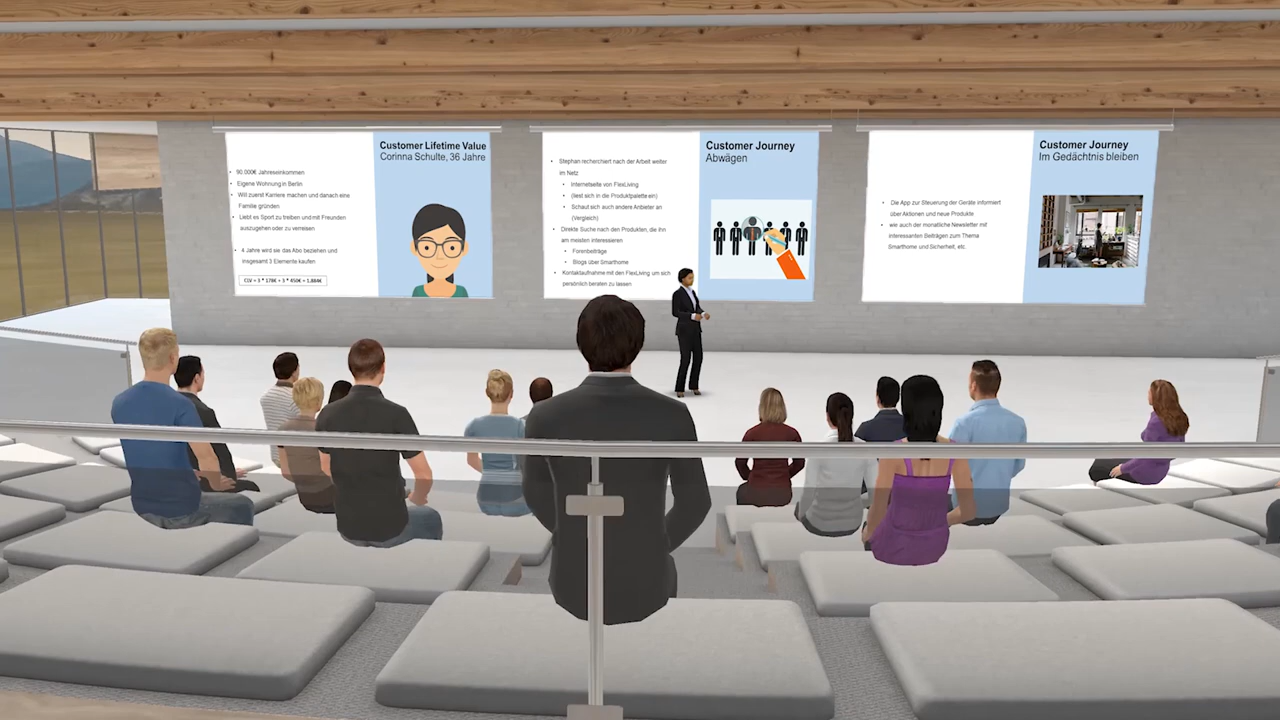 Customer Lifetime Value
Corinna Schulte, 36 Jahre
• 90.000€ Jahreseinkommen
• Eigene Wohnung in Berlin
• Will zuerst Karriere machen und danach eine
Familie gründen
• Liebt es Sport zu treiben und mit Freunden
auszugehen oder zu verreisen
• 4 Jahre wird sie das Abo beziehen und
insgesamt 3 Elemente kaufen
Customer Journey
Abwägen
• Stephan recherchiert nach der Arbeit weiter
im Netz
• Internetseite von FlexLiving
• (liest sich in die Produktpalette ein)
• Schaut sich auch andere Anbieter an
(Vergleich)
• Direkte Suche nach den Produkten, die ihn
am meisten interessieren
• Forenbeiträge
• Blogs über Smarthome
• Kontaktaufnahme mit den FlexLiving um sich
persönlich beraten zu lassen
Customer Journey
Im Gedächtnis bleiben
• Die App zur Steuerung der Geräte informiert
über Aktionen und neue Produkte
• wie auch der monatliche Newsletter mit
interessanten Beiträgen zum Thema
Smarthome und Sicherheit, etc.